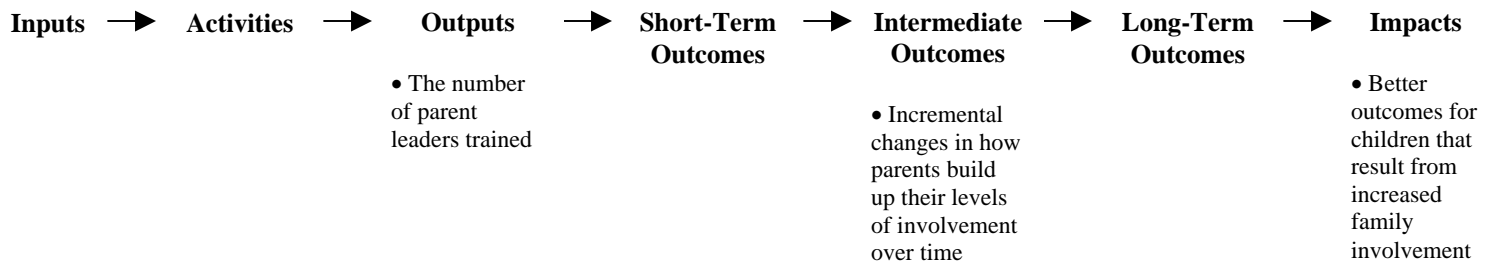 Inputs → Activities → Outputs → Short-Term Outcomes → Intermediate Outcomes → Long-Term Outcomes → Impacts
• The number
of parent
leaders trained
• Incremental
changes in how
parents build
up their levels
of involvement
over time
• Better
outcomes for
children that
result from
increased
family
involvement